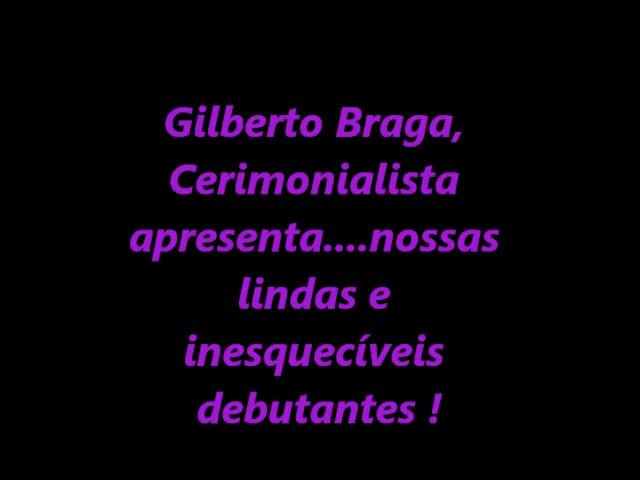 Gilberto Braga,
Cerimonialista
apresenta....nossas
lindas e
inesquecíveis
debutantes !